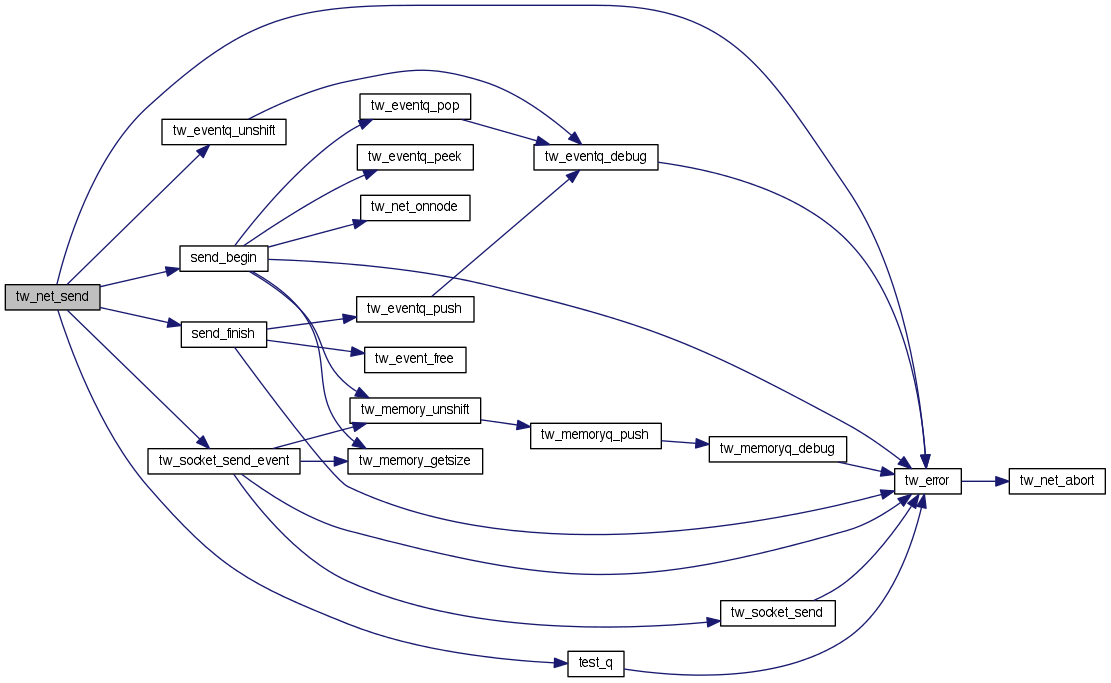 tw_net_send
tw_eventq_unshift
send_begin
send_finish
tw_socket_send_event
tw_eventq_pop
tw_eventq_peek
tw_net_onnode
tw_eventq_push
tw_event_free
tw_memory_unshift
tw_memory_getsize
tw_eventq_debug
tw_memoryq_push
test_q
tw_memoryq_debug
tw_socket_send
tw_error
tw_net_abort